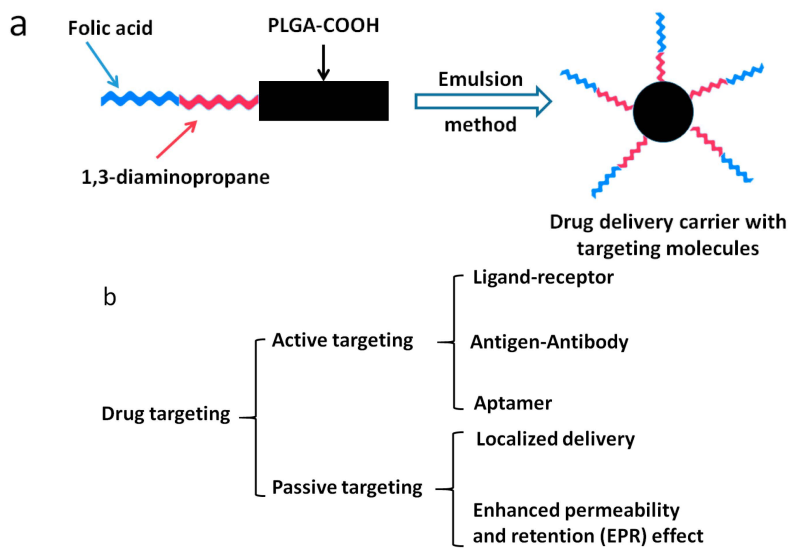 a
Folic acid
PLGA-COOH
1,3-diaminopropane
Emulsion
method
Drug delivery carrier with
targeting molecules
b
Drug targeting
Active targeting
Ligand-receptor
Antigen-Antibody
Aptamer
Passive targeting
Localized delivery
Enhanced permeability
and retention (EPR) effect